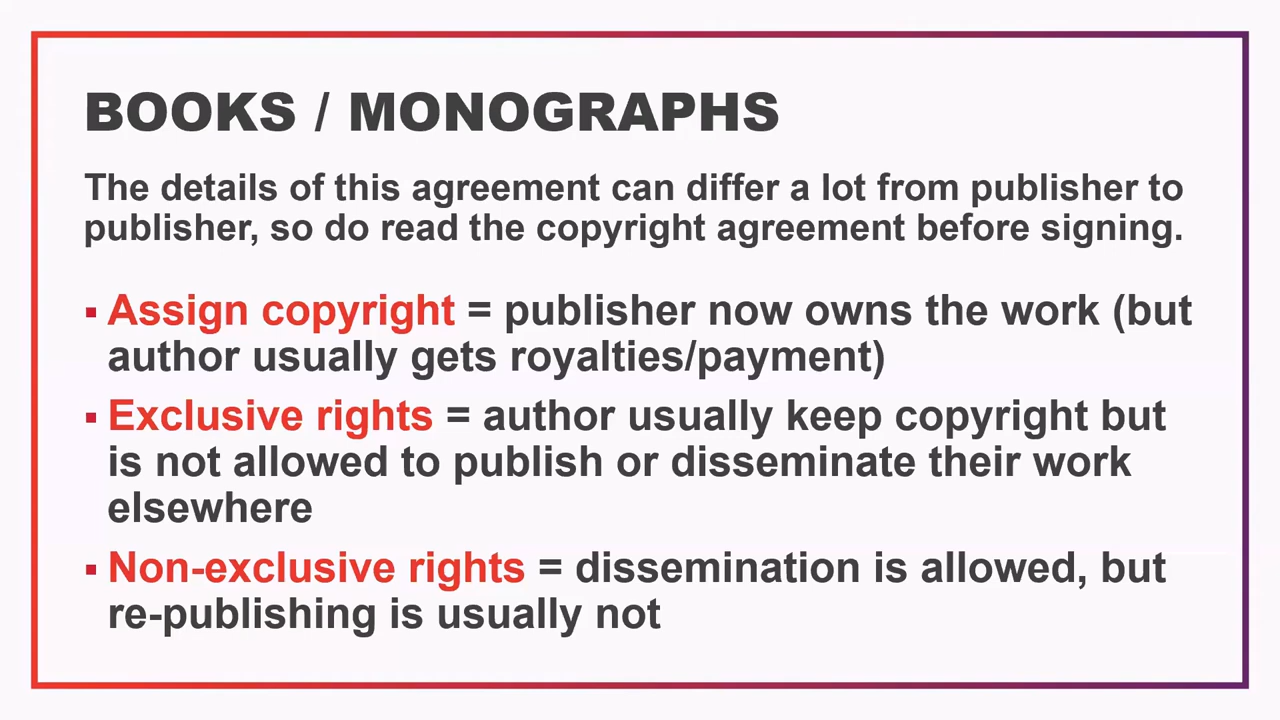 BOOKS / MONOGRAPHS
The details of this agreement can differ a lot from publisher to
publisher, so do read the copyright agreement before signing.
▪ Assign copyright = publisher now owns the work (but
author usually gets royalties/payment)
▪ Exclusive rights = author usually keep copyright but
is not allowed to publish or disseminate their work
elsewhere
▪ Non-exclusive rights = dissemination is allowed, but
re-publishing is usually not